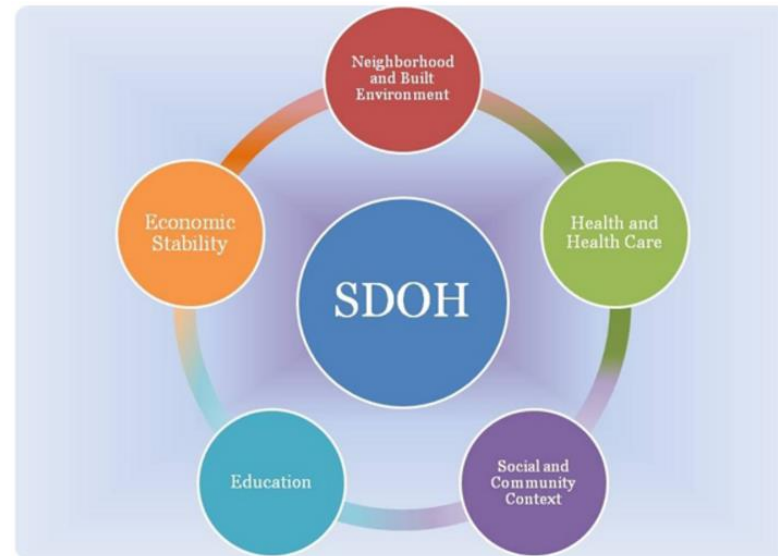 Neighborhood
and Built
Environment
Economic
Stability
Health and
Health Care
SDOH
Education
Social and
Community
Context